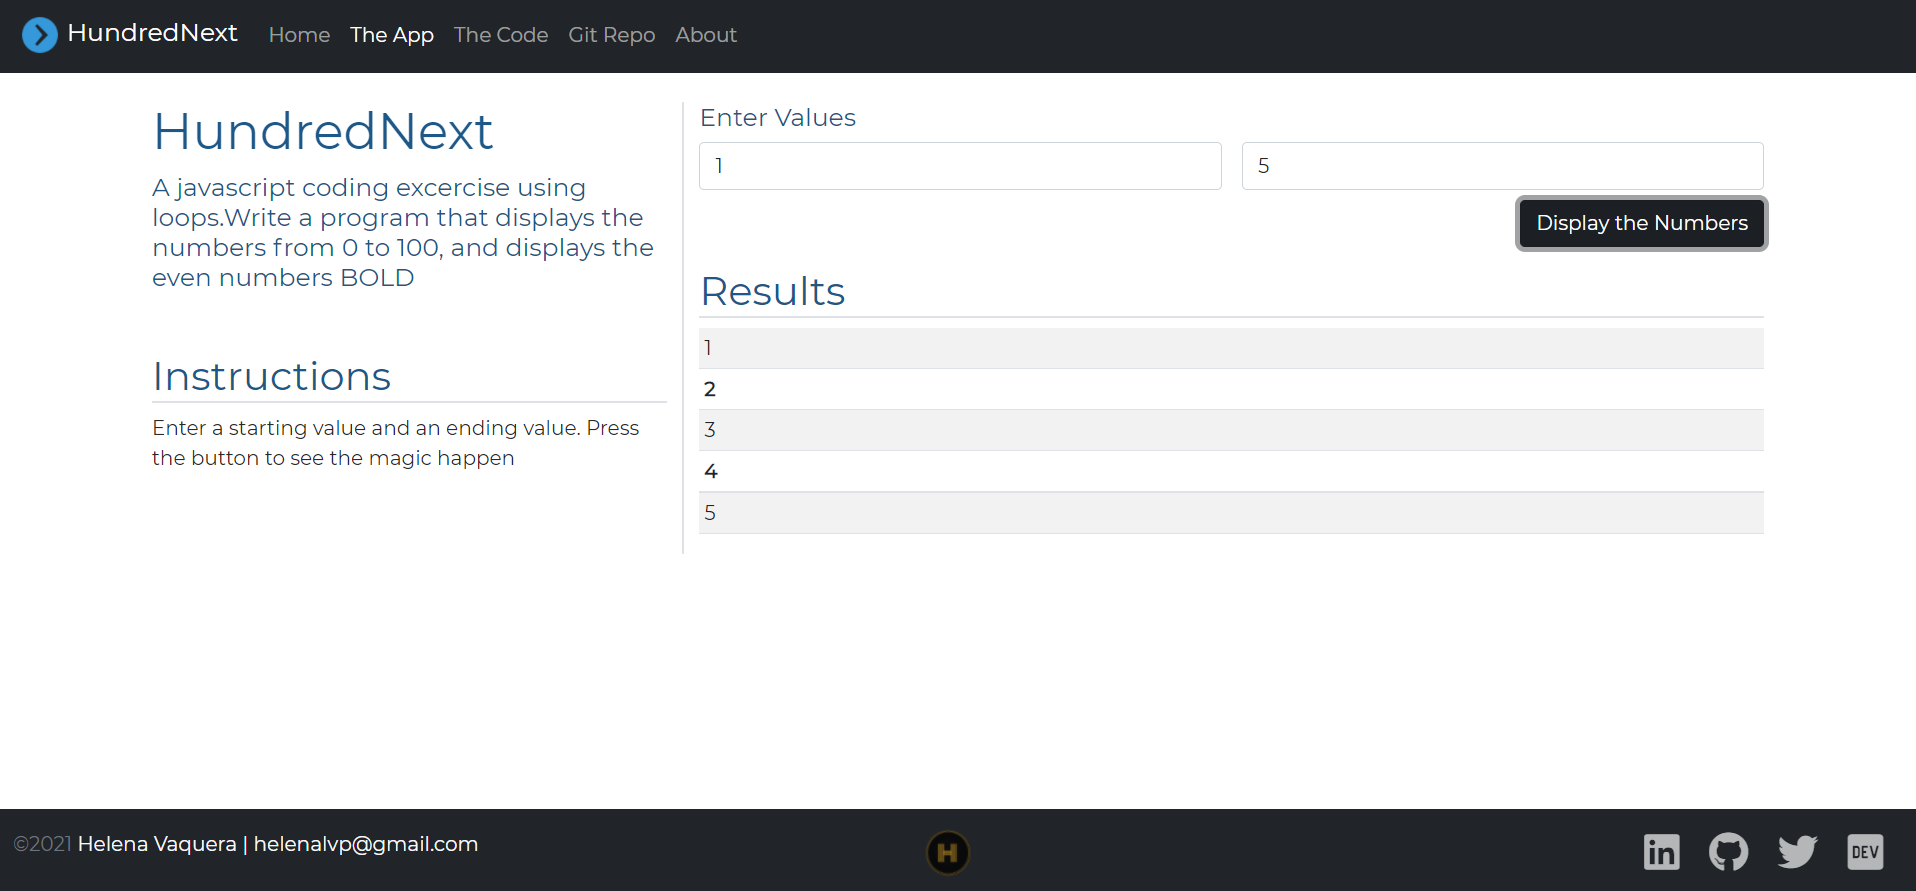 HundredNext Home The App The Code Git Repo About
HundredNext
A javascript coding excercise using
loops.Write a program that displays the
numbers from 0 to 100, and displays the
even numbers BOLD
Instructions
Enter a starting value and an ending value. Press
the button to see the magic happen
Enter Values
1 5
Display the Numbers
Results
1
2
3
4
5
©2021 Helena Vaquera | helenalvp@gmail.com
H
in
DEV